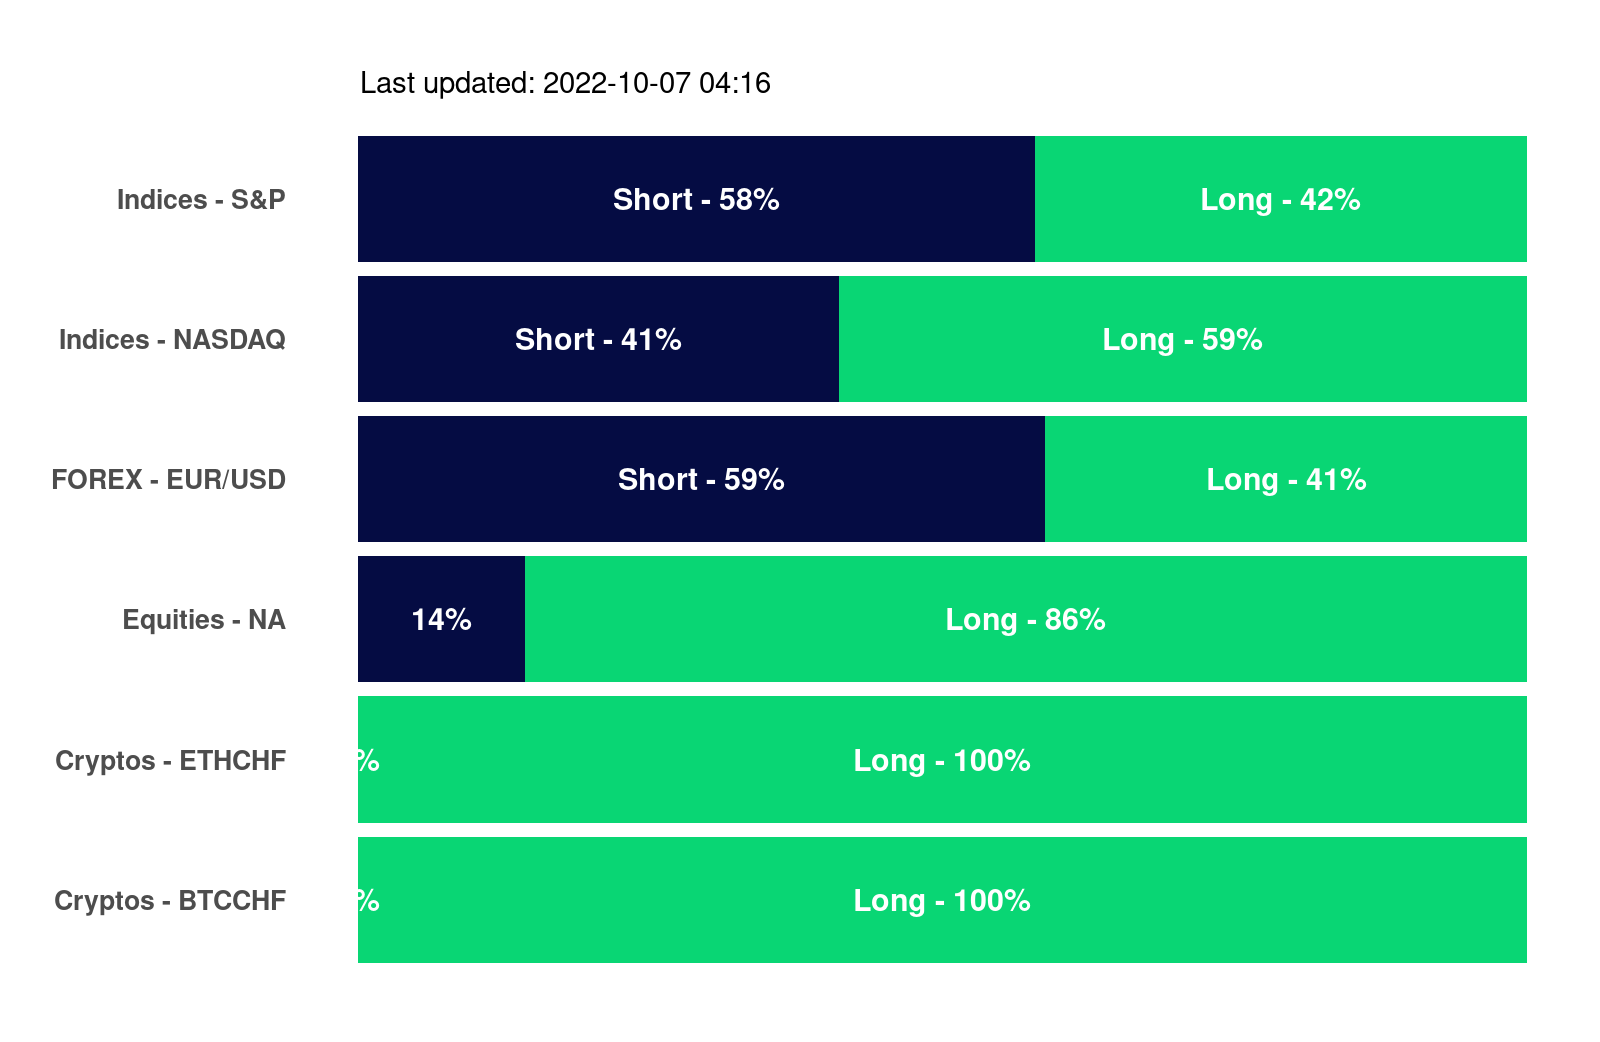 Last updated: 2022-10-07 04:16
Indices - S&P Short - 58% Long - 42%
Indices - NASDAQ Short - 41% Long - 59%
FOREX - EUR/USD Short - 59% Long - 41%
Equities - NA 14% Long - 86%
Cryptos - ETHCHF % Long - 100%
Cryptos - BTCCHF % Long - 100%